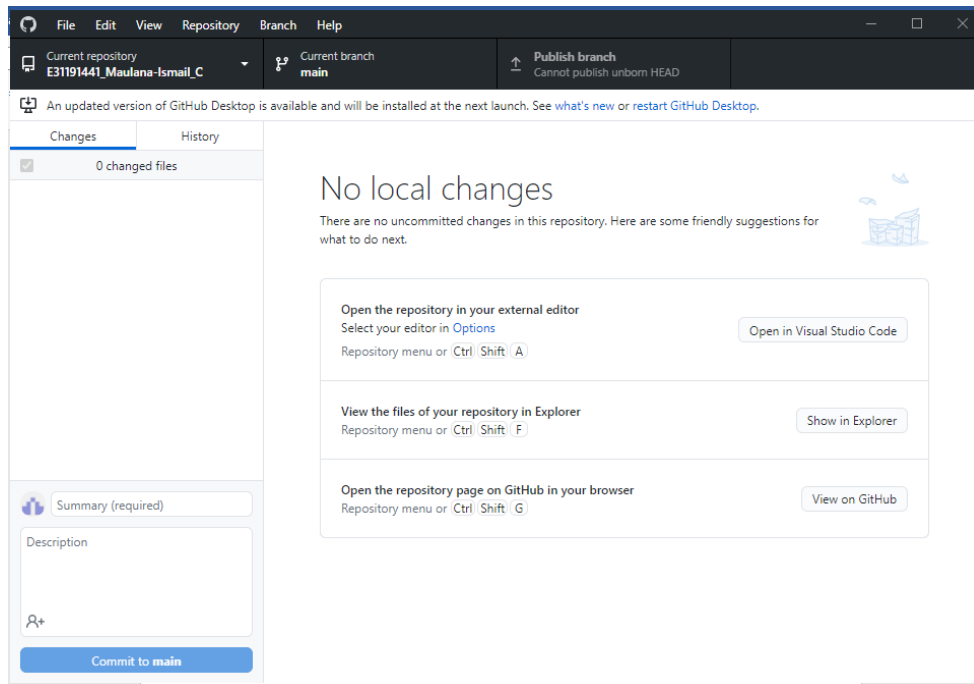 File Edit View Repository Branch Help
Current repository
E31191441_Maulana-Ismail_C
Current branch
main
Publish branch
Cannot publish unborn HEAD
An updated version of GitHub Desktop is available and will be installed at the next launch. See what's new or restart GitHub Desktop.
Changes History
0 changed files
No local changes
There are no uncommitted changes in this repository. Here are some friendly suggestions for
what to do next.
Open the repository in your external editor
Select your editor in Options
Repository menu or Ctrl Shift A
Open in Visual Studio Code
View the files of your repository in Explorer
Repository menu or Ctrl Shift F
Show in Explorer
Open the repository page on GitHub in your browser
Repository menu or Ctrl Shift G
View on GitHub
Summary (required)
Description
Commit to main